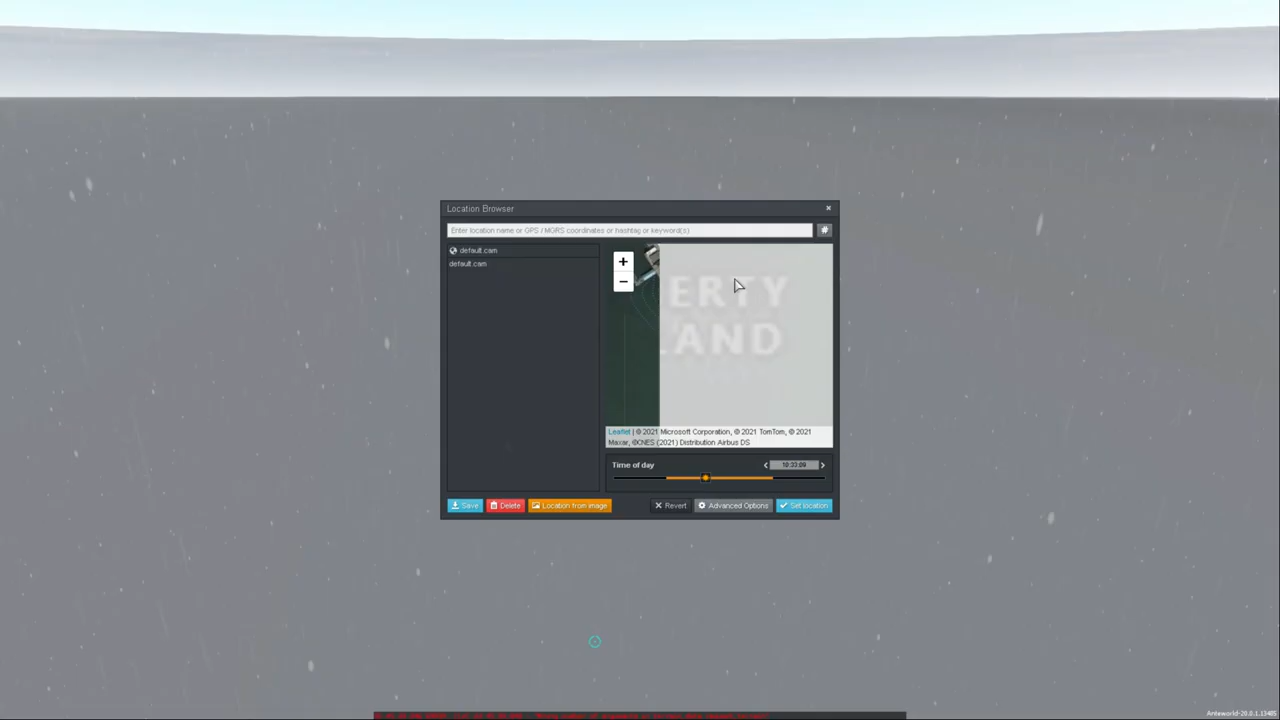 Location Browser
Enter location name or GPS / MGRS coordinates or hashtag or keyword(s)
#
default.cam
default.cam
+
−
ERTY
LAND
Leaflet | © 2021 Microsoft Corporation, © 2021 TomTom, © 2021
Maxar, ©CNES (2021) Distribution Airbus DS
Time of day
Save
Delete
Location from image
Revert
Advanced Options
Set location